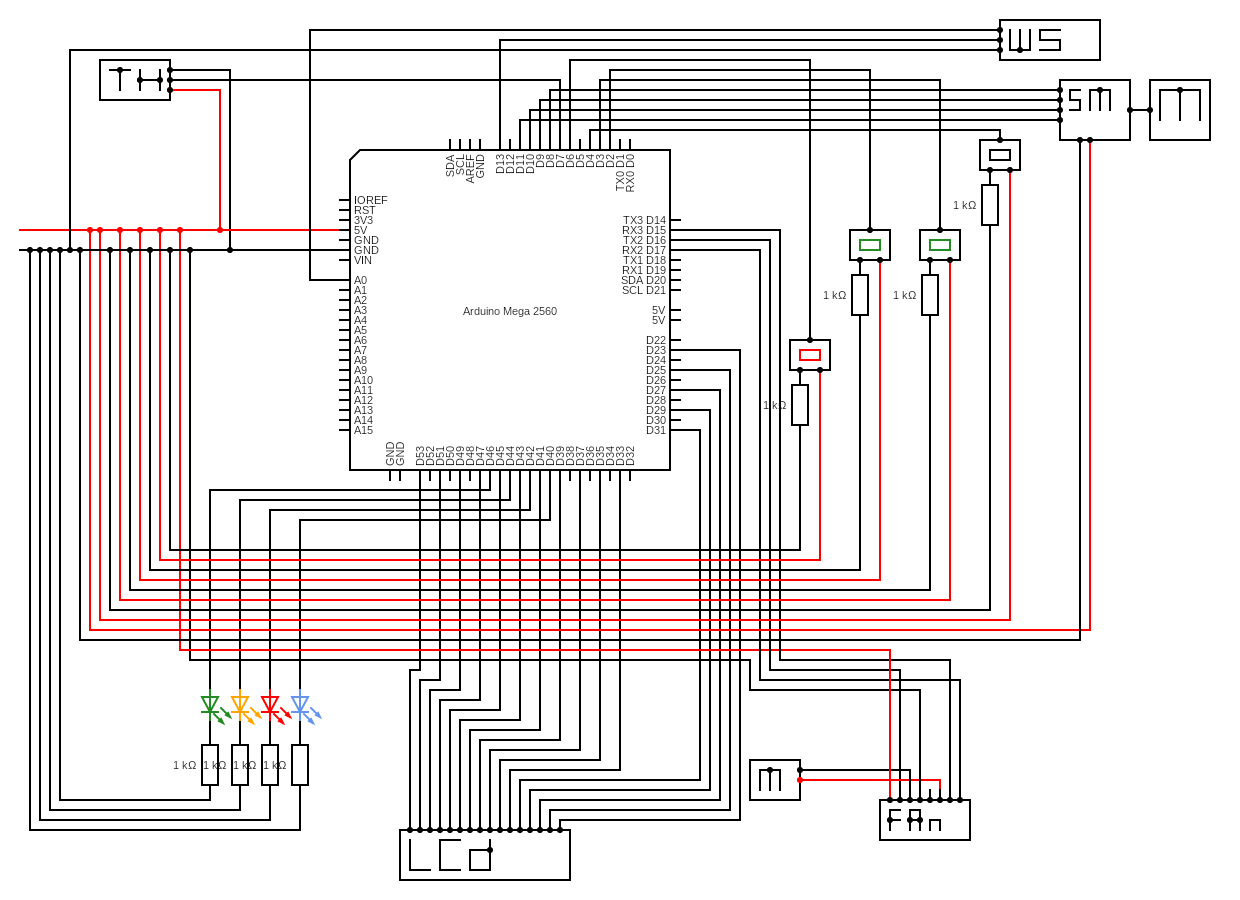 WS
TH
Sm
m
SDA
SCL
AREF
GND
D13
D12
D11
D10
D9
D8
D7
D6
D5
D4
D3
D2
TX0 D1
RX0 D0
IOREF
RST
3V3
5V
GND
GND
VIN
A0
A1
A2
A3
A4
A5
A6
A7
A8
A9
A10
A11
A12
A13
A14
A15
Arduino Mega 2560
TX3 D14
RX3 D15
TX2 D16
RX2 D17
TX1 D18
RX1 D19
SDA D20
SCL D21
5V
5V
D22
D23
D24
D25
D26
D27
D28
D29
D30
D31
GND
GND
D53
D52
D51
D50
D49
D48
D47
D46
D45
D44
D43
D42
D41
D40
D39
D38
D37
D36
D35
D34
D33
D32
1 kΩ
1 kΩ
1 kΩ
1 kΩ
1 kΩ
1 kΩ
1 kΩ
1 kΩ
m
FAn
LCd